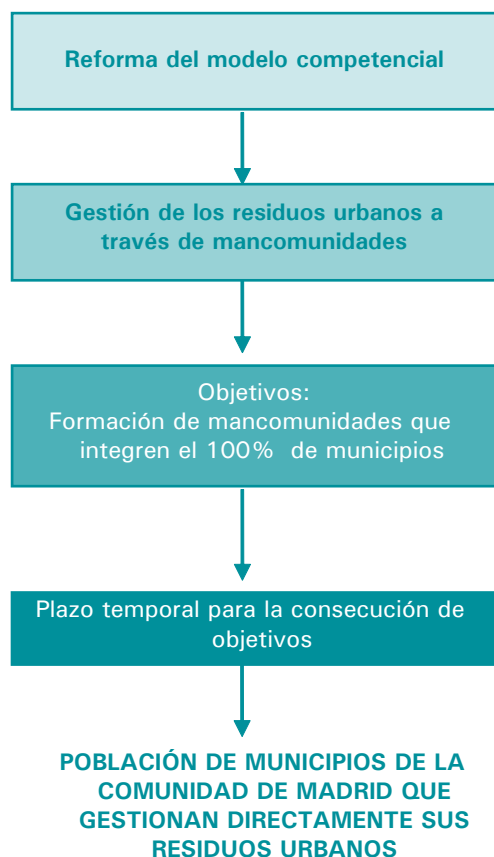 Reforma del modelo competencial
Gestión de los residuos urbanos a
través de mancomunidades
Objetivos:
Formación de mancomunidades que
integren el 100% de municipios
Plazo temporal para la consecución de
objetivos
POBLACIÓN DE MUNICIPIOS DE LA
COMUNIDAD DE MADRID QUE
GESTIONAN DIRECTAMENTE SUS
RESIDUOS URBANOS